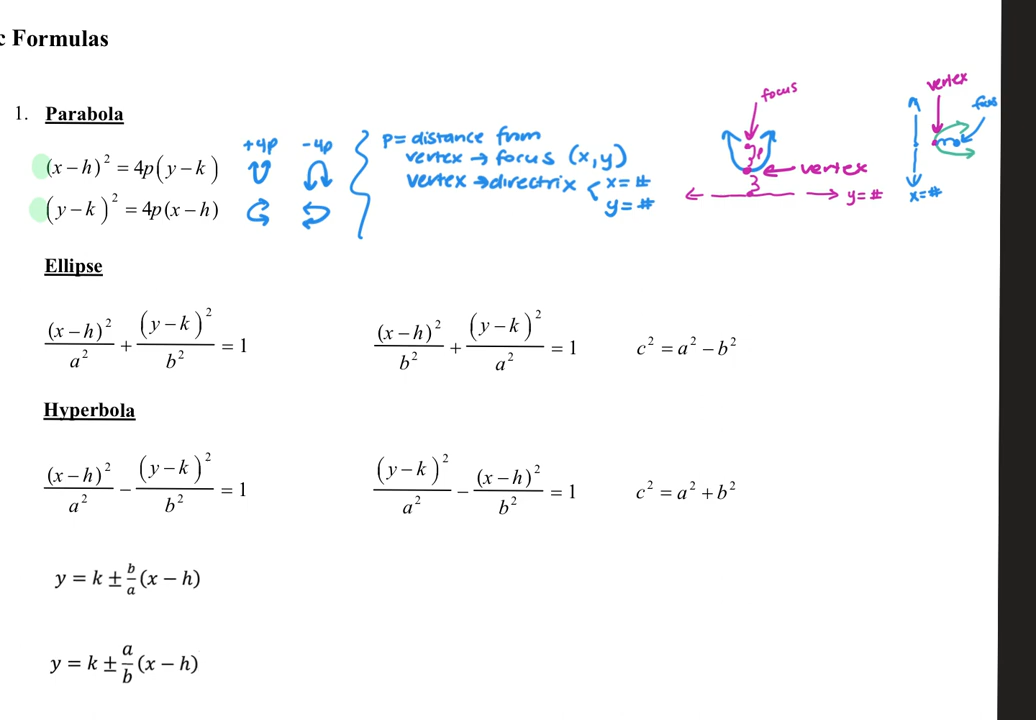 c Formulas
1. Parabola
(x – h)² = 4p(y – k)
(y – k)² = 4p(x – h)
+4p -4p
p= distance from
vertex → focus (x,y)
vertex → directrix < x= #
y= #
focus
p
vertex
y= #
vertex
focus
x=#
Ellipse
(x – h)²/a² + (y – k)²/b² = 1 (x – h)²/b² + (y – k)²/a² = 1 c² = a² – b²
Hyperbola
(x – h)²/a² – (y – k)²/b² = 1 (y – k)²/a² – (x – h)²/b² = 1 c² = a² + b²
y = k ± b/a (x – h)
y = k ± a/b (x – h)